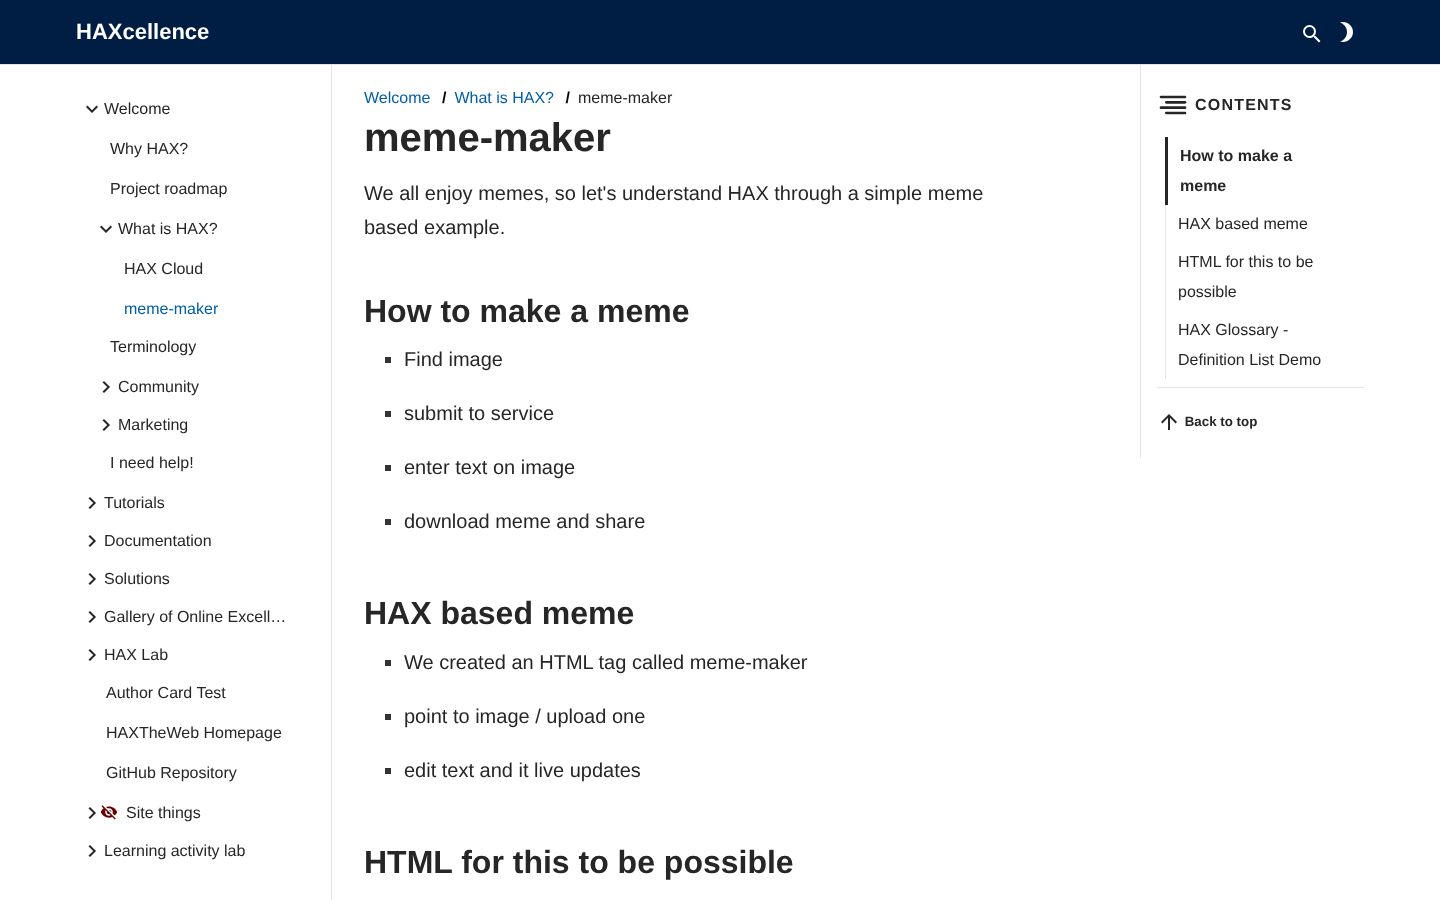 HAXcellence
Welcome
Why HAX?
Project roadmap
What is HAX?
HAX Cloud
meme-maker
Terminology
Community
Marketing
I need help!
Tutorials
Documentation
Solutions
Gallery of Online Excell…
HAX Lab
Author Card Test
HAXTheWeb Homepage
GitHub Repository
Site things
Learning activity lab
Welcome / What is HAX? / meme-maker
meme-maker
We all enjoy memes, so let's understand HAX through a simple meme
based example.
How to make a meme
Find image
submit to service
enter text on image
download meme and share
HAX based meme
We created an HTML tag called meme-maker
point to image / upload one
edit text and it live updates
HTML for this to be possible
CONTENTS
How to make a
meme
HAX based meme
HTML for this to be
possible
HAX Glossary -
Definition List Demo
Back to top